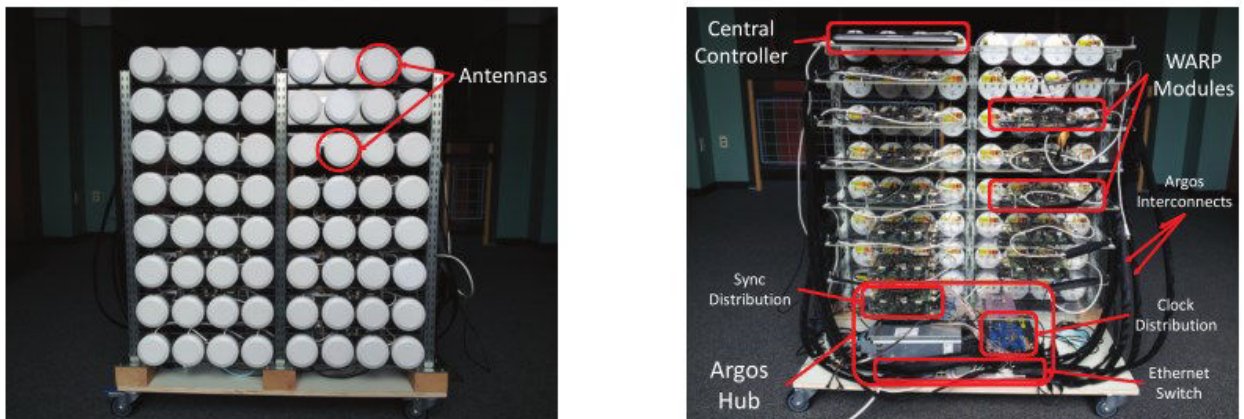 Antennas
Central
Controller
WARP
Modules
Argos
Interconnects
Sync
Distribution
Clock
Distribution
Argos
Hub
Ethernet
Switch